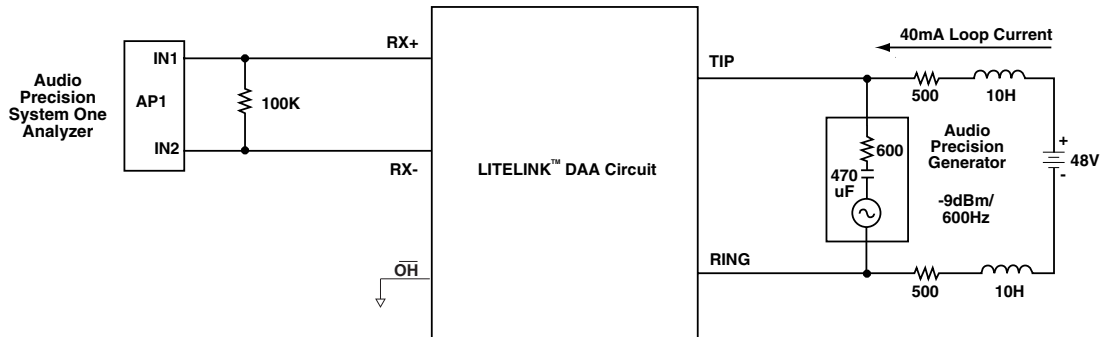 Audio
Precision
System One
Analyzer
IN1
AP1
IN2
100K
RX+
RX-
OH
LITELINK™ DAA Circuit
TIP
RING
40mA Loop Current
500
10H
600
470
uF
Audio
Precision
Generator
-9dBm/
600Hz
+
48V
-
500
10H